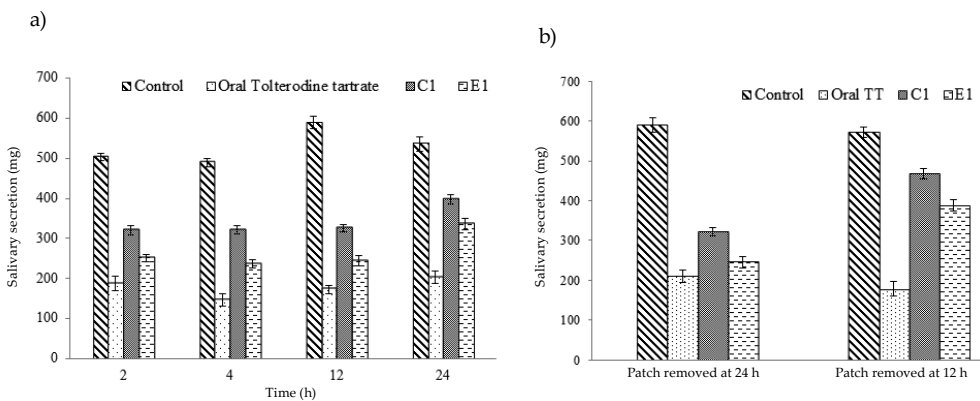 a)
700
Control Oral Tolterodine tartrate C1 E1
600
500
400
300
200
100
0
Salivary secretion (mg)
2 4 12 24
Time (h)
b)
700
Control Oral TT C1 E1
600
500
400
300
200
100
0
Salivary secretion (mg)
Patch removed at 24 h Patch removed at 12 h